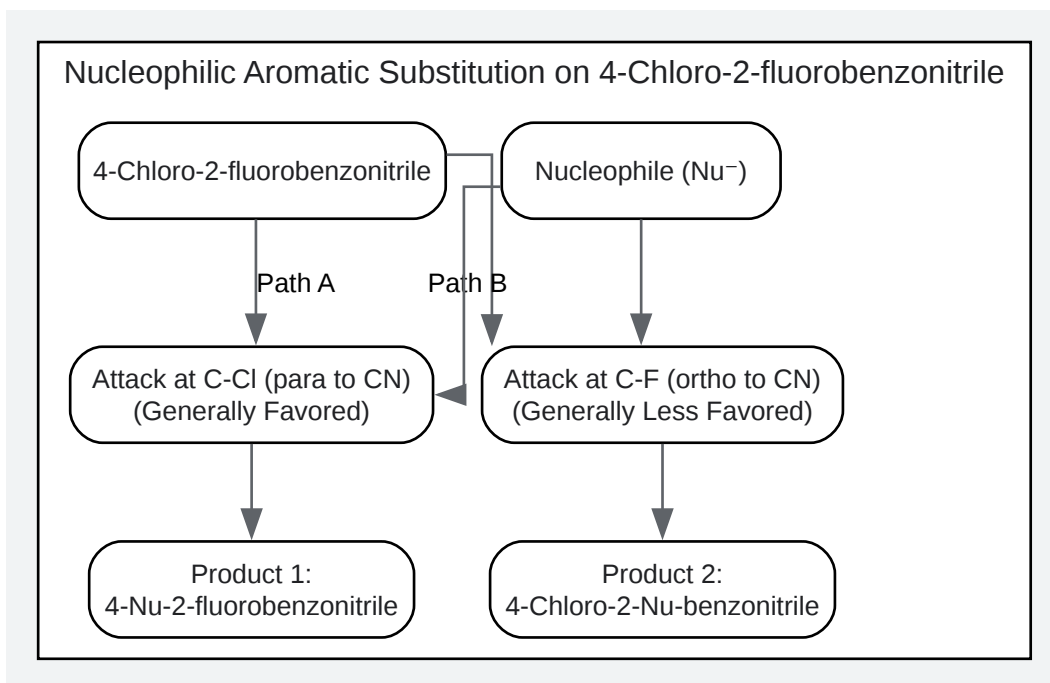 Nucleophilic Aromatic Substitution on 4-Chloro-2-fluorobenzonitrile
4-Chloro-2-fluorobenzonitrile
Nucleophile (Nu⁻)
Path A
Path B
Attack at C-Cl (para to CN)
(Generally Favored)
Attack at C-F (ortho to CN)
(Generally Less Favored)
Product 1:
4-Nu-2-fluorobenzonitrile
Product 2:
4-Chloro-2-Nu-benzonitrile